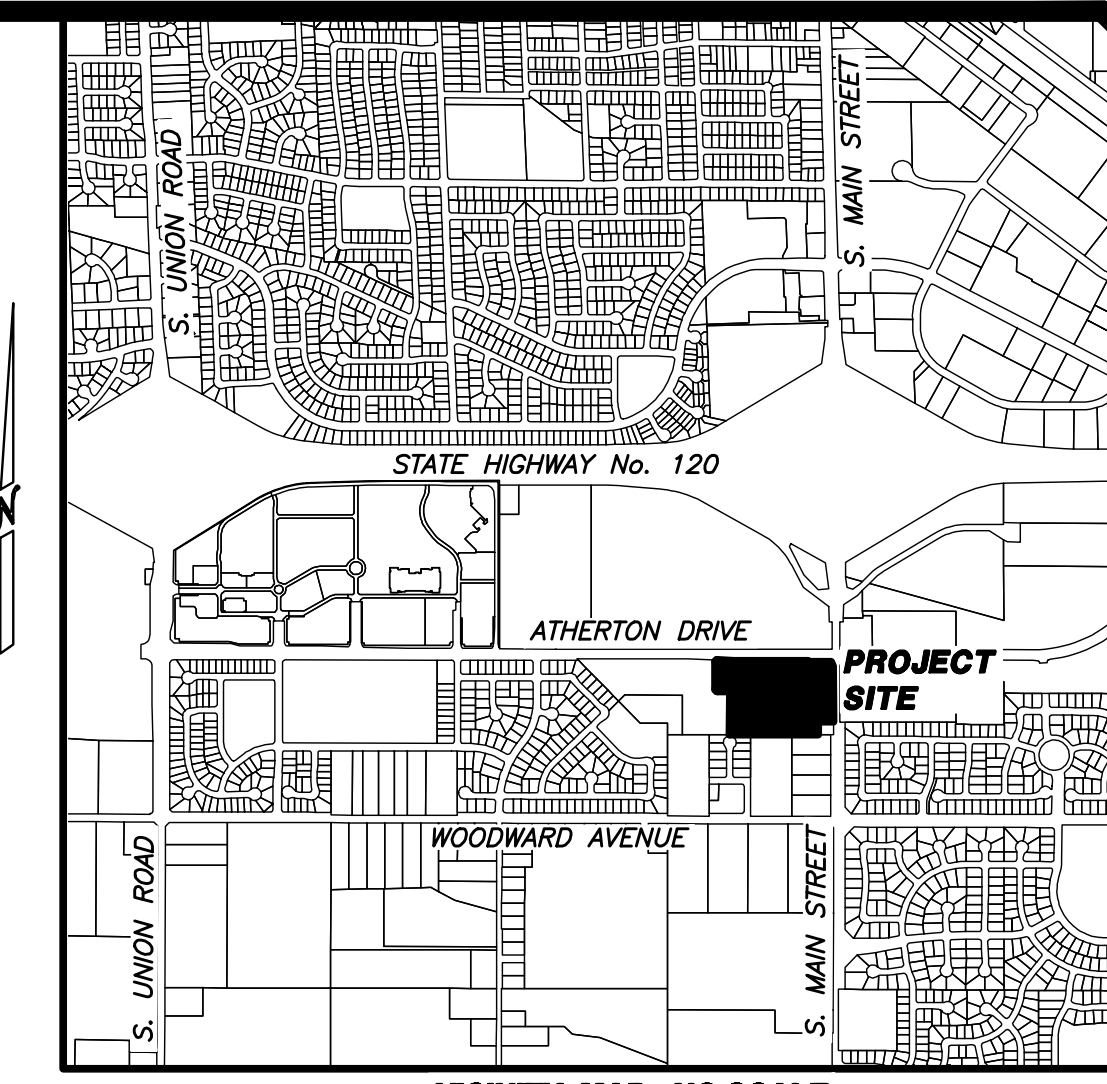 S. UNION ROAD
S. MAIN STREET
STATE HIGHWAY No. 120
N
ATHERTON DRIVE
PROJECT
SITE
WOODWARD AVENUE
S. UNION ROAD
S. MAIN STREET